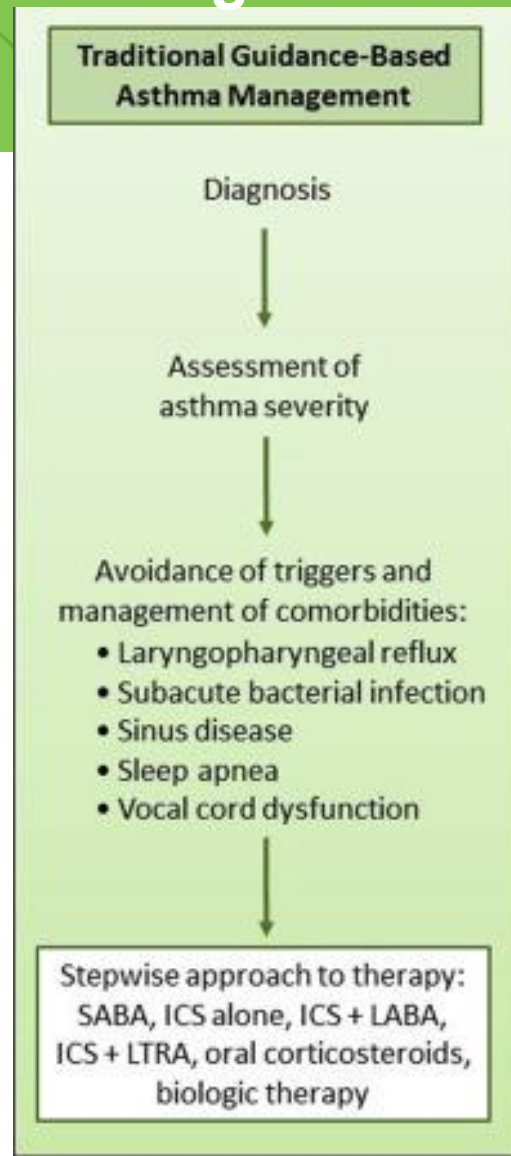 Traditional Guidance-Based
Asthma Management
Diagnosis
Assessment of
asthma severity
Avoidance of triggers and
management of comorbidities:
• Laryngopharyngeal reflux
• Subacute bacterial infection
• Sinus disease
• Sleep apnea
• Vocal cord dysfunction
Stepwise approach to therapy:
SABA, ICS alone, ICS + LABA,
ICS + LTRA, oral corticosteroids,
biologic therapy